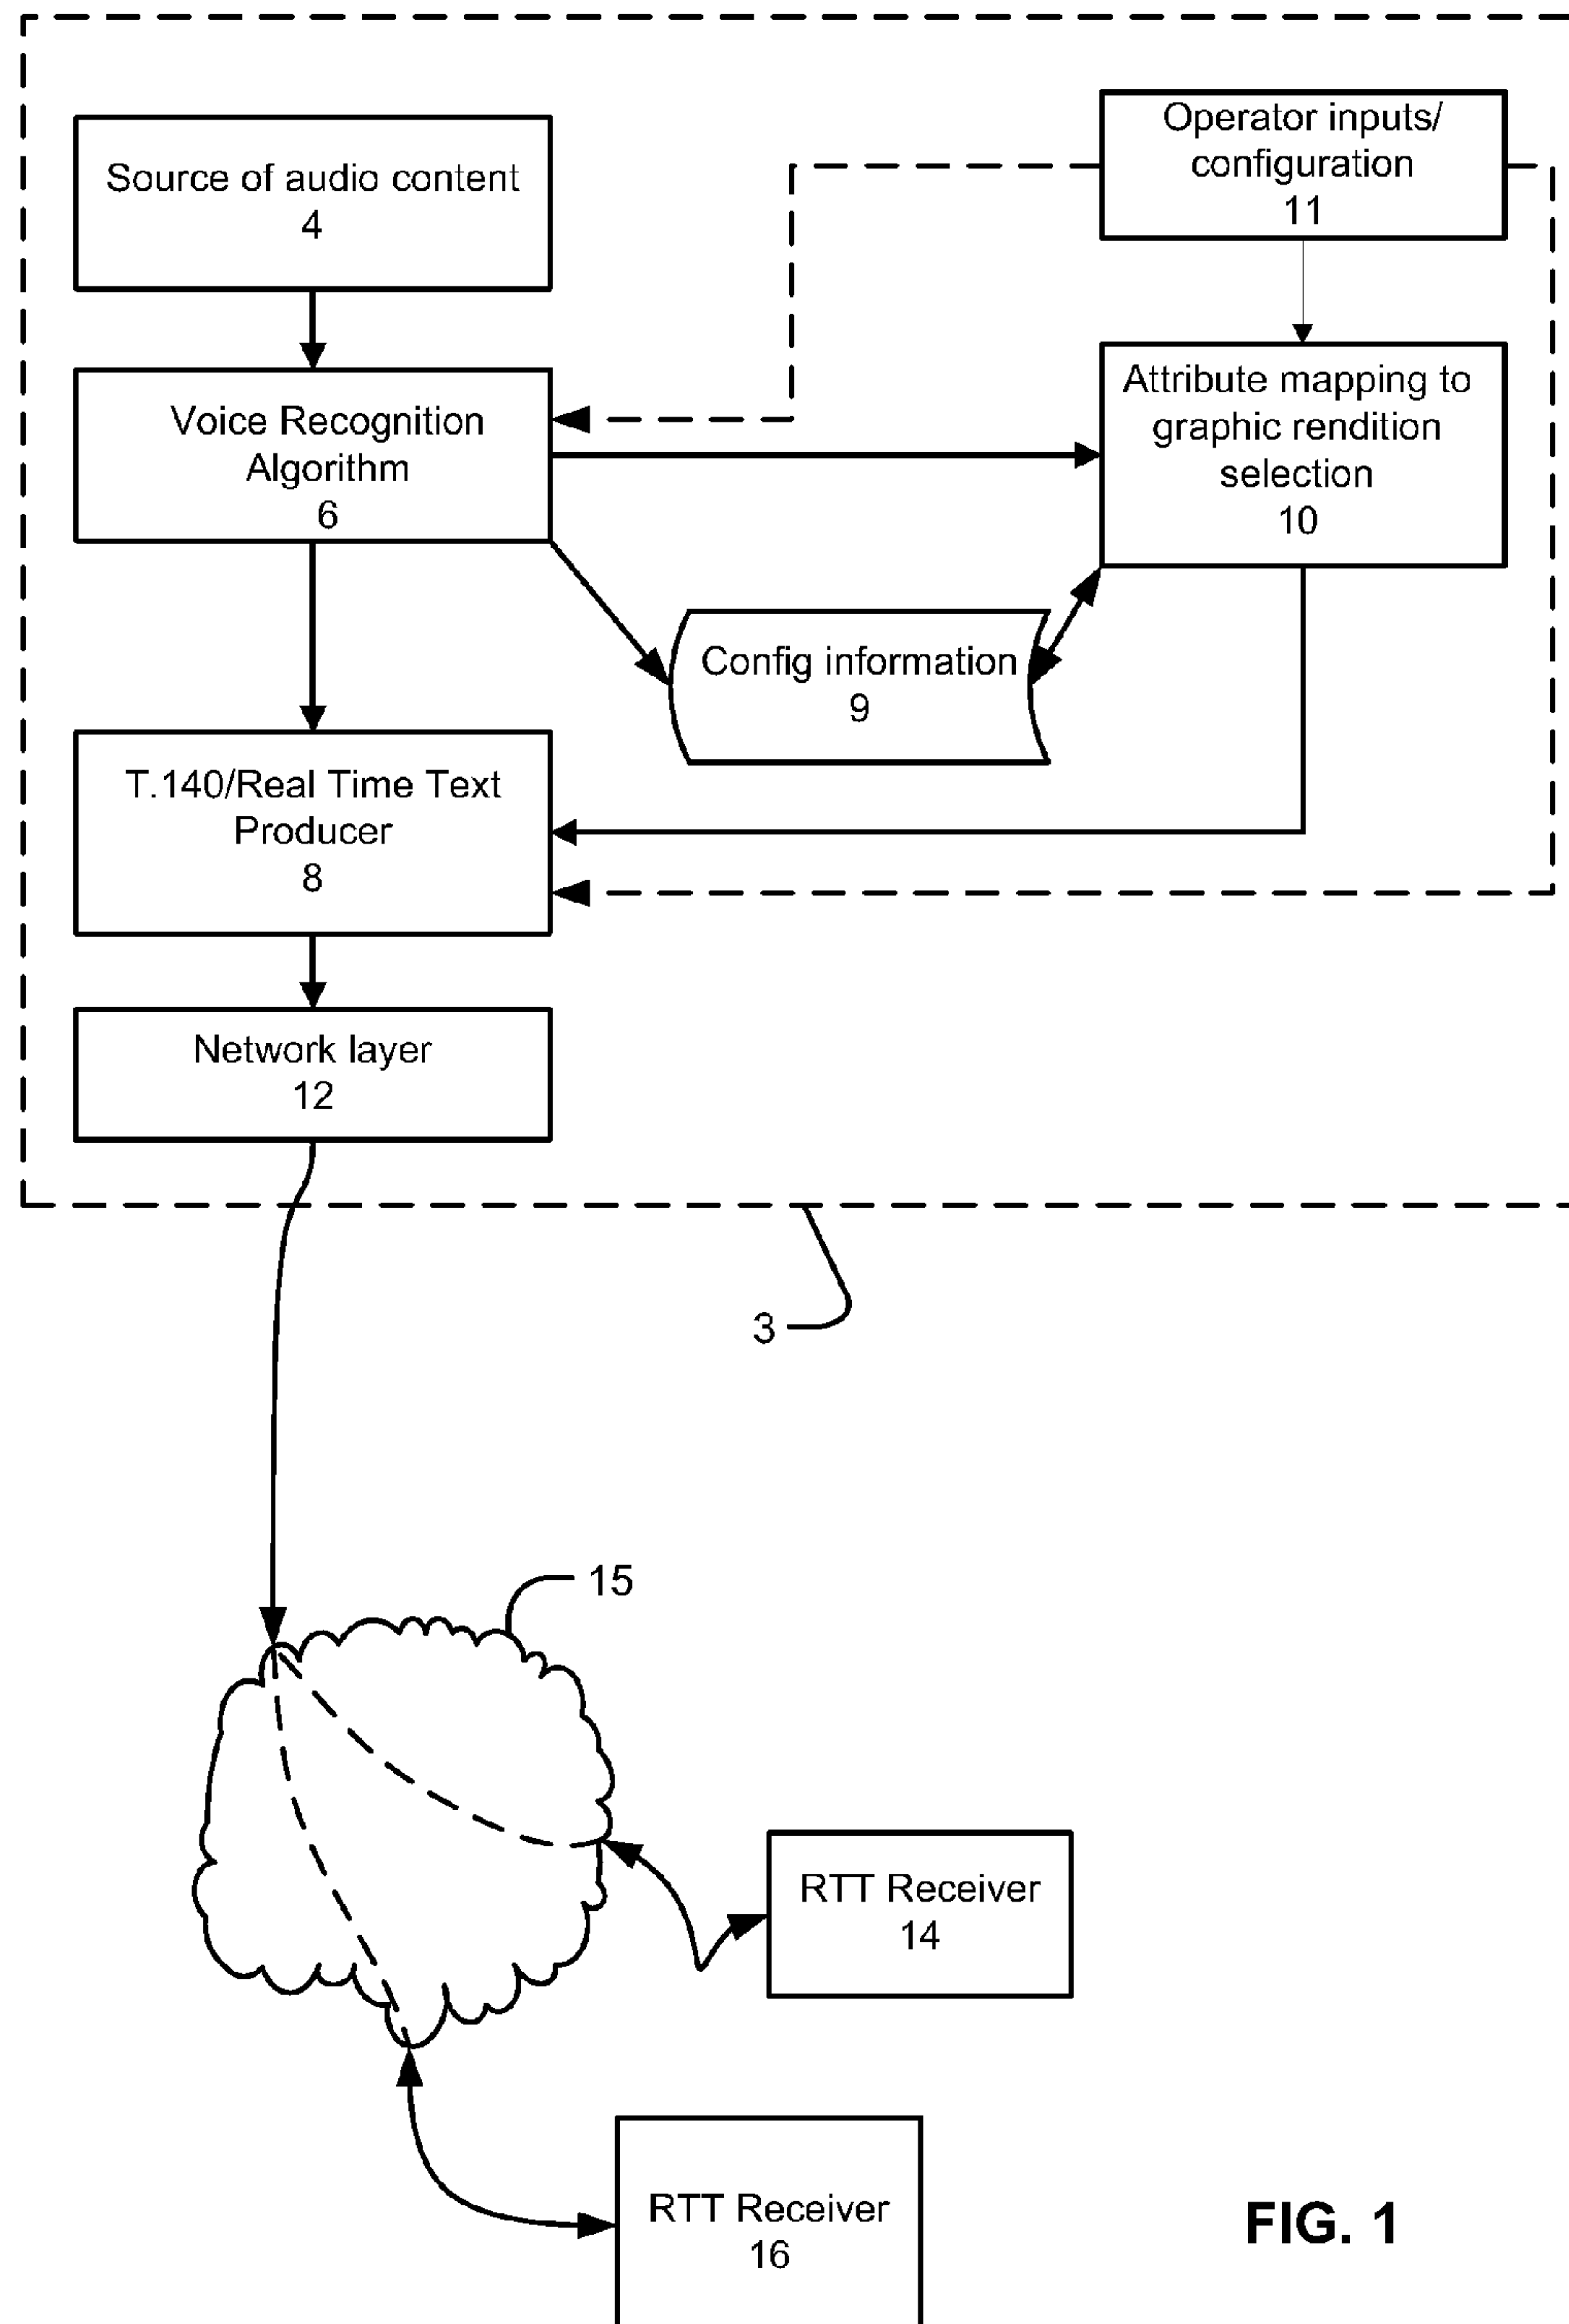 Source of audio content
4
Operator inputs/
configuration
11
Voice Recognition
Algorithm
6
Attribute mapping to
graphic rendition
selection
10
Config information
9
T.140/Real Time Text
Producer
8
Network layer
12
3
15
RTT Receiver
14
RTT Receiver
16
FIG. 1